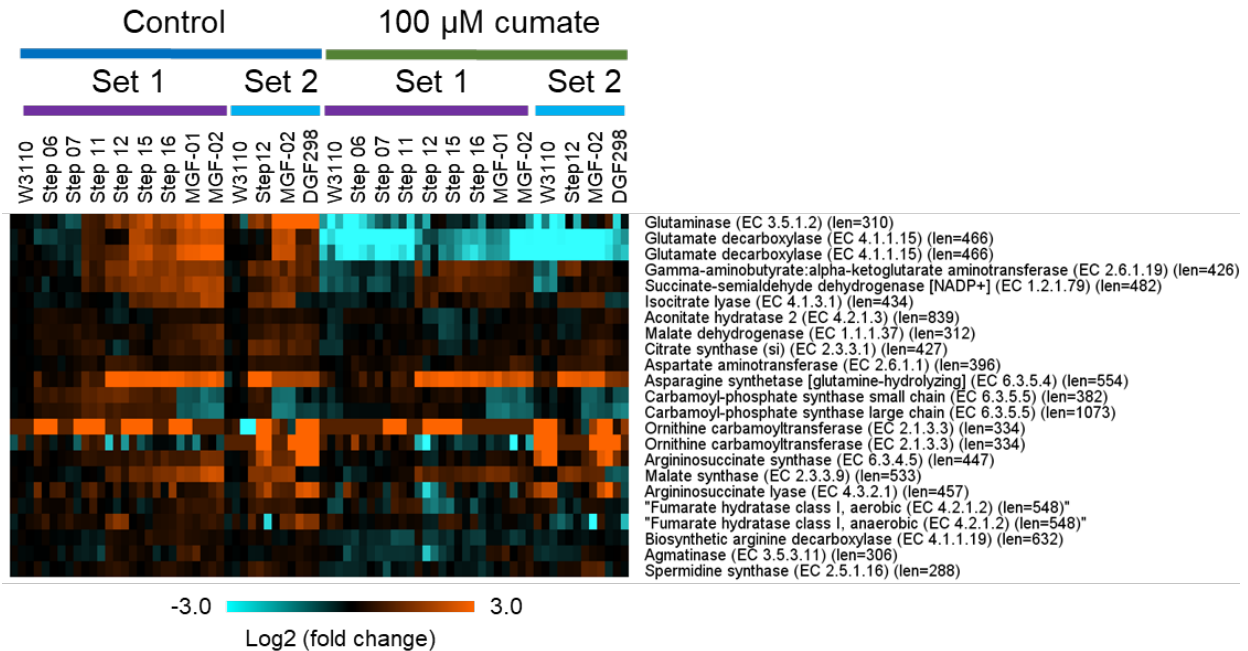 Control
100 µM cumate
Set 1
Set 2
Set 1
Set 2
W3110
Step 06
Step 07
Step 11
Step 12
Step 15
Step 16
MGF-01
MGF-02
W3110
Step12
MGF-02
DGF298
W3110
Step 06
Step 07
Step 11
Step 12
Step 15
Step 16
MGF-01
MGF-02
W3110
Step12
MGF-02
DGF298
Glutaminase (EC 3.5.1.2) (len=310)
Glutamate decarboxylase (EC 4.1.1.15) (len=466)
Glutamate decarboxylase (EC 4.1.1.15) (len=466)
Gamma-aminobutyrate:alpha-ketoglutarate aminotransferase (EC 2.6.1.19) (len=426)
Succinate-semialdehyde dehydrogenase [NADP+] (EC 1.2.1.79) (len=482)
Isocitrate lyase (EC 4.1.3.1) (len=434)
Aconitate hydratase 2 (EC 4.2.1.3) (len=839)
Malate dehydrogenase (EC 1.1.1.37) (len=312)
Citrate synthase (si) (EC 2.3.3.1) (len=427)
Aspartate aminotransferase (EC 2.6.1.1) (len=396)
Asparagine synthetase [glutamine-hydrolyzing] (EC 6.3.5.4) (len=554)
Carbamoyl-phosphate synthase small chain (EC 6.3.5.5) (len=382)
Carbamoyl-phosphate synthase large chain (EC 6.3.5.5) (len=1073)
Ornithine carbamoyltransferase (EC 2.1.3.3) (len=334)
Ornithine carbamoyltransferase (EC 2.1.3.3) (len=334)
Argininosuccinate synthase (EC 6.3.4.5) (len=447)
Malate synthase (EC 2.3.3.9) (len=533)
Argininosuccinate lyase (EC 4.3.2.1) (len=457)
"Fumarate hydratase class I, aerobic (EC 4.2.1.2) (len=548)"
"Fumarate hydratase class I, anaerobic (EC 4.2.1.2) (len=548)"
Biosynthetic arginine decarboxylase (EC 4.1.1.19) (len=632)
Agmatinase (EC 3.5.3.11) (len=306)
Spermidine synthase (EC 2.5.1.16) (len=288)
-3.0
3.0
Log2 (fold change)